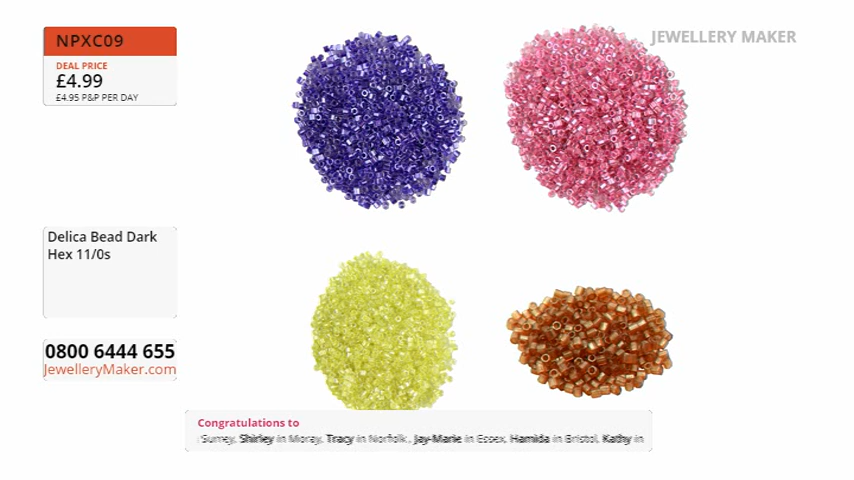 NPXC09
DEAL PRICE
£4.99
£4.95 P&P PER DAY
JEWELLERY MAKER
Delica Bead Dark
Hex 11/0s
0800 6444 655
JewelleryMaker.com
Congratulations to
Surrey, Shirley in Moray, Tracy in Norfolk, Jay-Marie in Essex, Hamida in Bristol, Kathy in